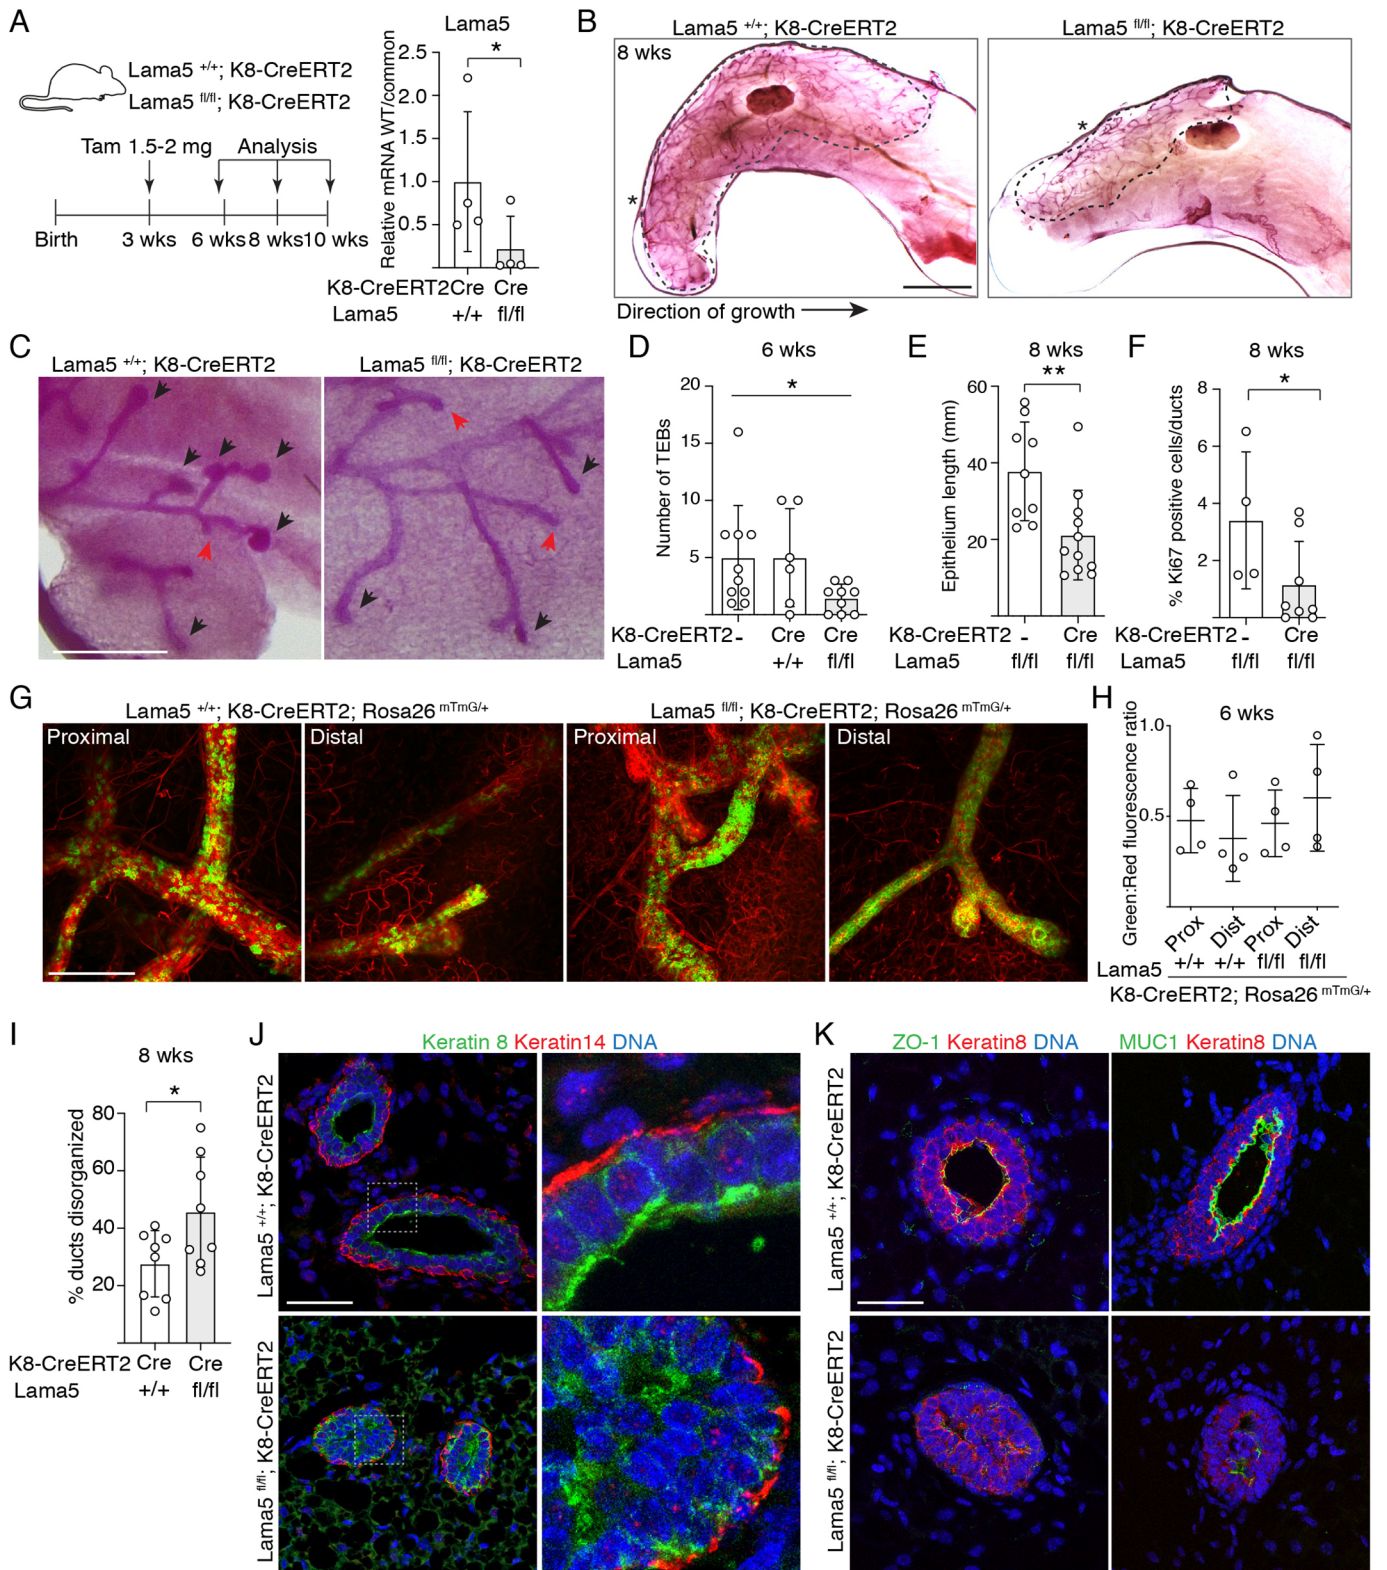 A
Lama5 +/+; K8-CreERT2
Lama5 fl/fl; K8-CreERT2
Tam 1.5-2 mg
Analysis
Birth
3 wks
6 wks
8 wks
10 wks
Lama5
*
Relative mRNA WT/common
2.5
2.0
1.5
1.0
0.5
K8-CreERT2 Cre Cre
Lama5 +/+ fl/fl
B
Lama5 +/+; K8-CreERT2
Lama5 fl/fl; K8-CreERT2
8 wks
*
*
Direction of growth
C
Lama5 +/+; K8-CreERT2
Lama5 fl/fl; K8-CreERT2
D
6 wks
*
Number of TEBs
20
15
10
5
K8-CreERT2 - Cre Cre
Lama5 +/+ fl/fl
E
8 wks
**
Epithelium length (mm)
60
40
20
K8-CreERT2 - Cre
Lama5 fl/fl fl/fl
F
8 wks
*
% Ki67 positive cells/ducts
8
6
4
2
K8-CreERT2 - Cre
Lama5 fl/fl fl/fl
G
Lama5 +/+; K8-CreERT2; Rosa26 mTmG/+
Lama5 fl/fl; K8-CreERT2; Rosa26 mTmG/+
Proximal
Distal
Proximal
Distal
H
6 wks
Green:Red fluorescence ratio
1.0
0.5
Prox Dist Prox Dist
Lama5 +/+ +/+ fl/fl fl/fl
K8-CreERT2; Rosa26 mTmG/+
I
8 wks
*
% ducts disorganized
80
60
40
20
K8-CreERT2 Cre Cre
Lama5 +/+ fl/fl
J
Keratin 8 Keratin14 DNA
Lama5 +/+; K8-CreERT2
Lama5 fl/fl; K8-CreERT2
K
ZO-1 Keratin8 DNA
MUC1 Keratin8 DNA
Lama5 +/+; K8-CreERT2
Lama5 fl/fl; K8-CreERT2